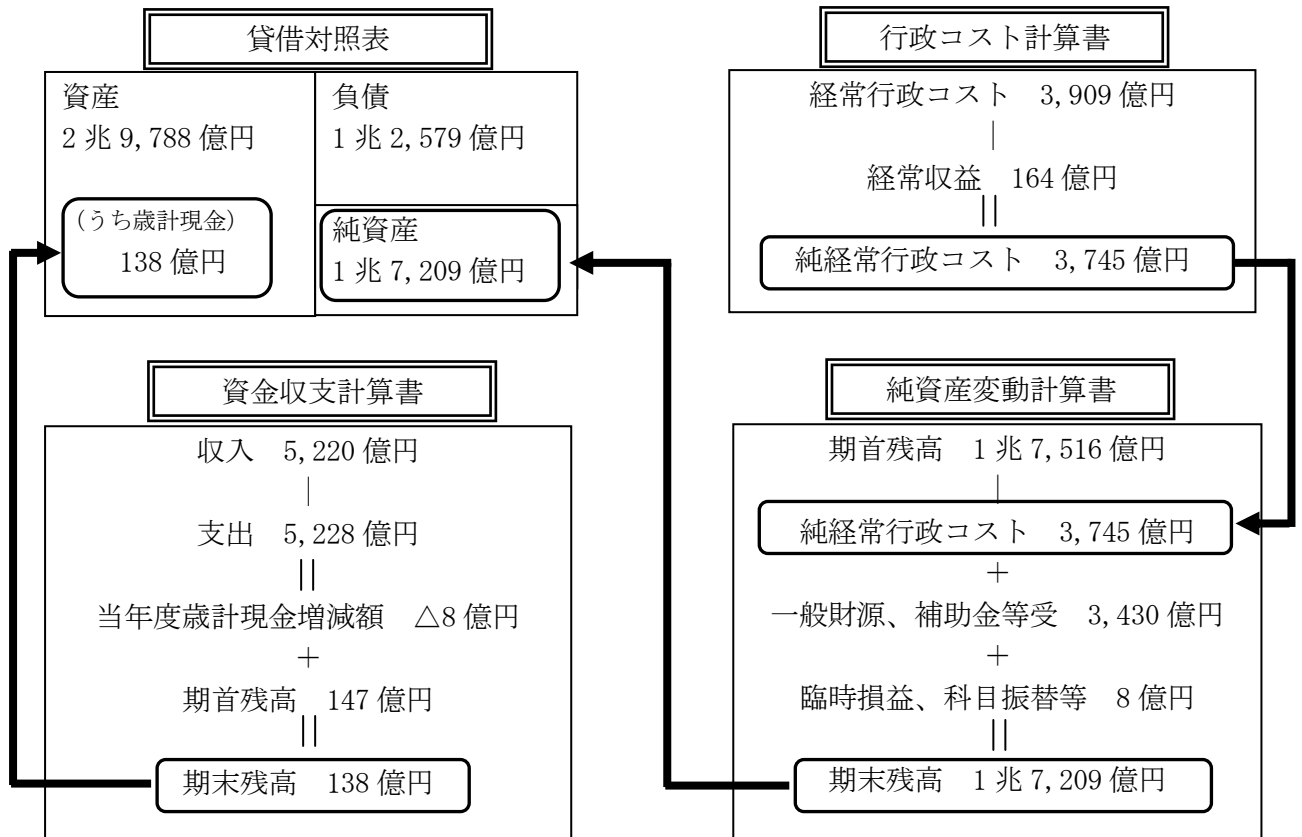 貸借対照表
資産
2兆9,788億円
(うち歳計現金)
138億円
負債
1兆2,579億円
純資産
1兆7,209億円
行政コスト計算書
経常行政コスト　3,909億円
｜
経常収益　164億円
||
純経常行政コスト　3,745億円
資金収支計算書
収入　5,220億円
｜
支出　5,228億円
||
当年度歳計現金増減額　△8億円
＋
期首残高　147億円
||
期末残高　138億円
純資産変動計算書
期首残高　1兆7,516億円
｜
純経常行政コスト　3,745億円
＋
一般財源、補助金等受　3,430億円
＋
臨時損益、科目振替等　8億円
||
期末残高　1兆7,209億円